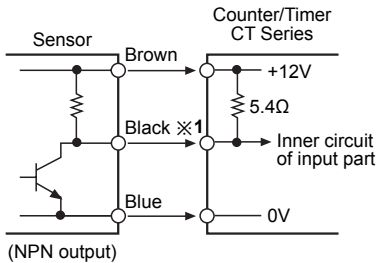 Counter/Timer
CT Series
Sensor
Brown
+12V
5.4Ω
Black ※1
Inner circuit
of input part
Blue
0V
(NPN output)